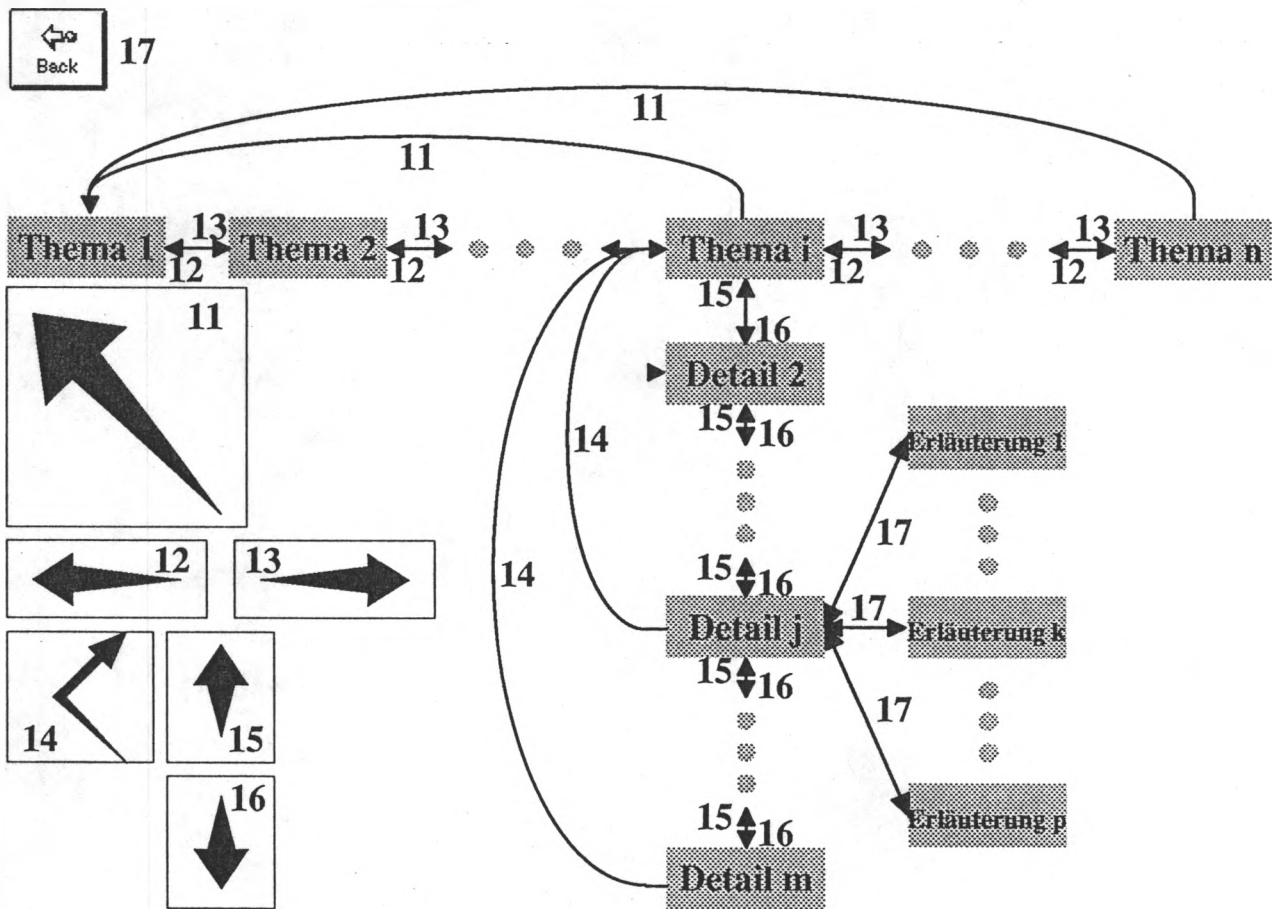 Back
17
11
11
13
13
13
13
Thema 1
Thema 2
Thema i
Thema n
12
12
12
12
11
15
16
Detail 2
15
16
14
Erläuterung 1
17
12
13
14
15
16
17
Detail j
Erläuterung k
15
16
14
15
17
16
15
16
Erläuterung p
Detail m